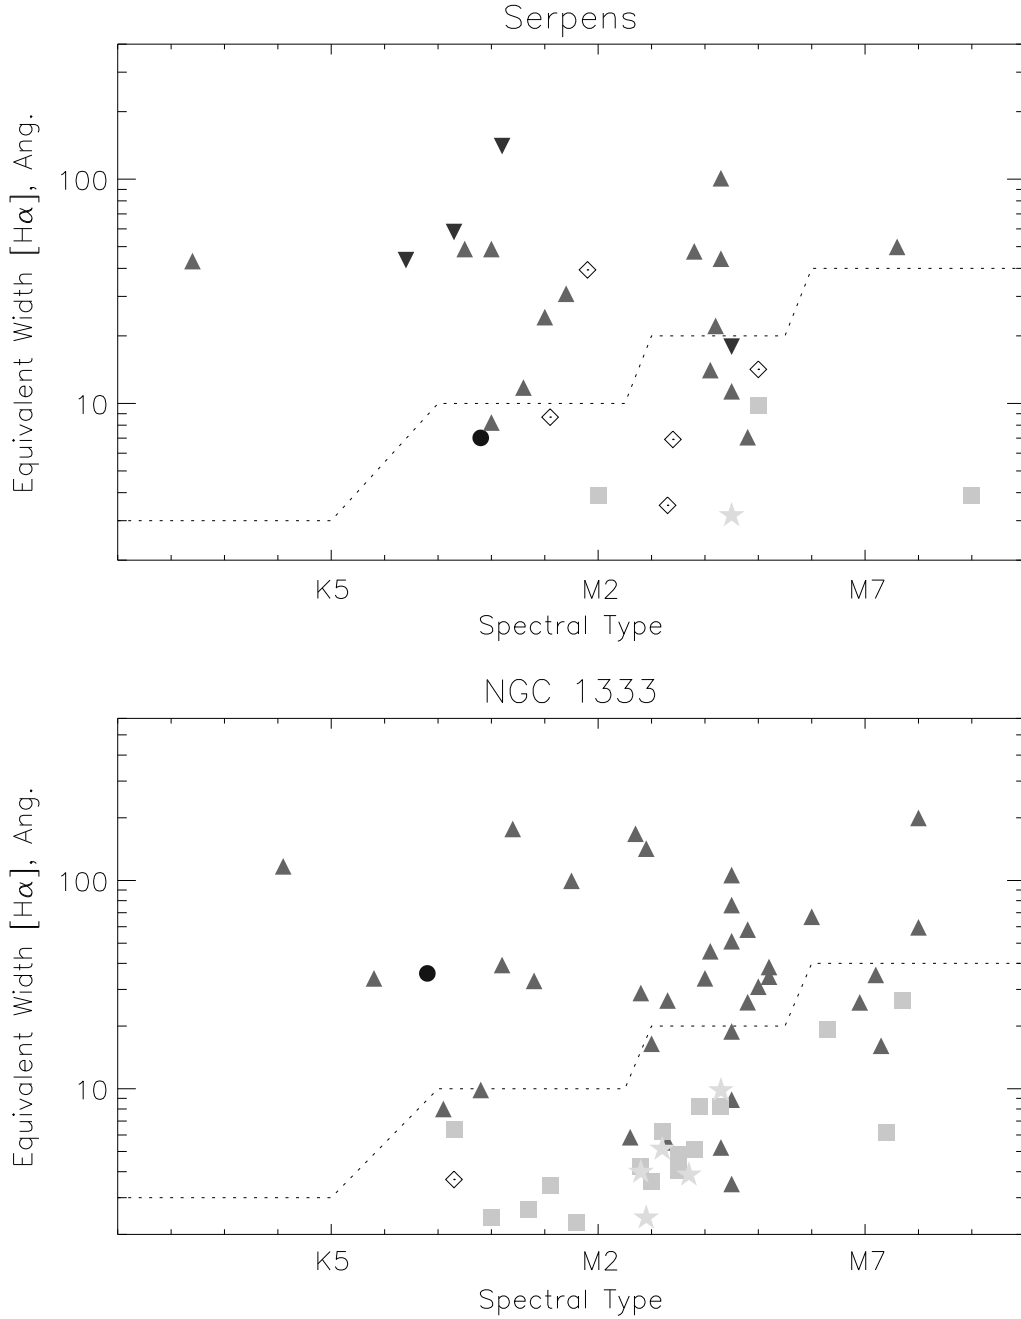 Serpens
Equivalent Width [Hα], Ang.
100
10
K5 M2 M7
Spectral Type
NGC 1333
Equivalent Width [Hα], Ang.
100
10
K5 M2 M7
Spectral Type